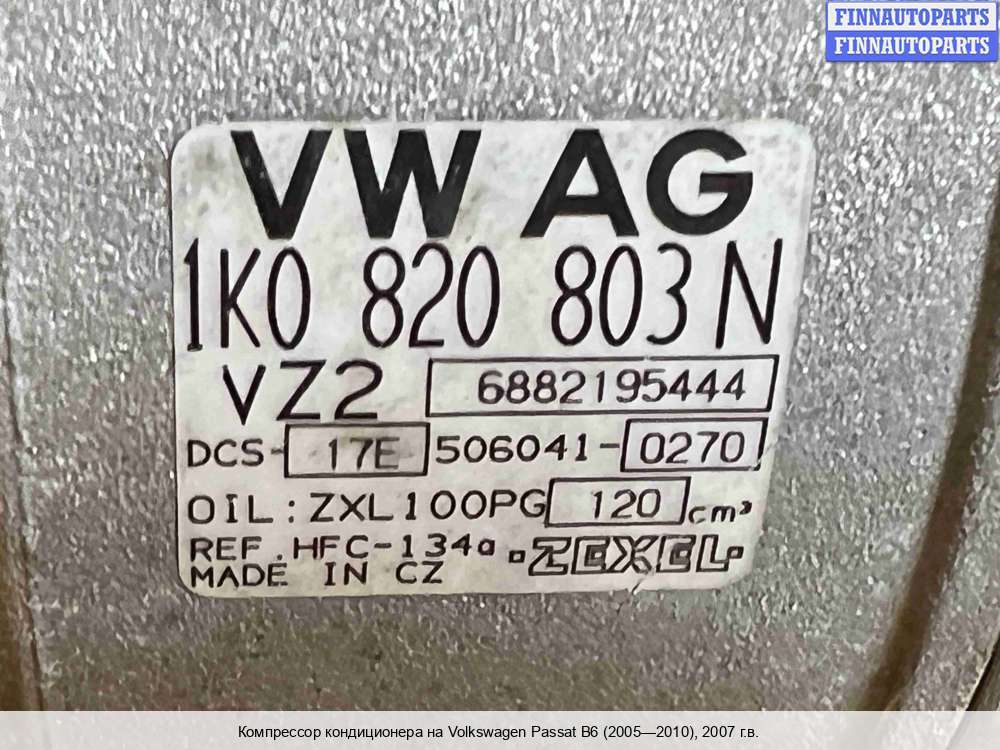 FINNAUTOPARTS
FINNAUTOPARTS
VW AG
1K0 820 803 N
VZ2 6882195444
DCS-17E 506041-0270
OIL:ZXL100PG 120 cm³
REF.HFC-134a ·ZEXEL·
MADE IN CZ
Компрессор кондиционера на Volkswagen Passat B6 (2005—2010), 2007 г.в.